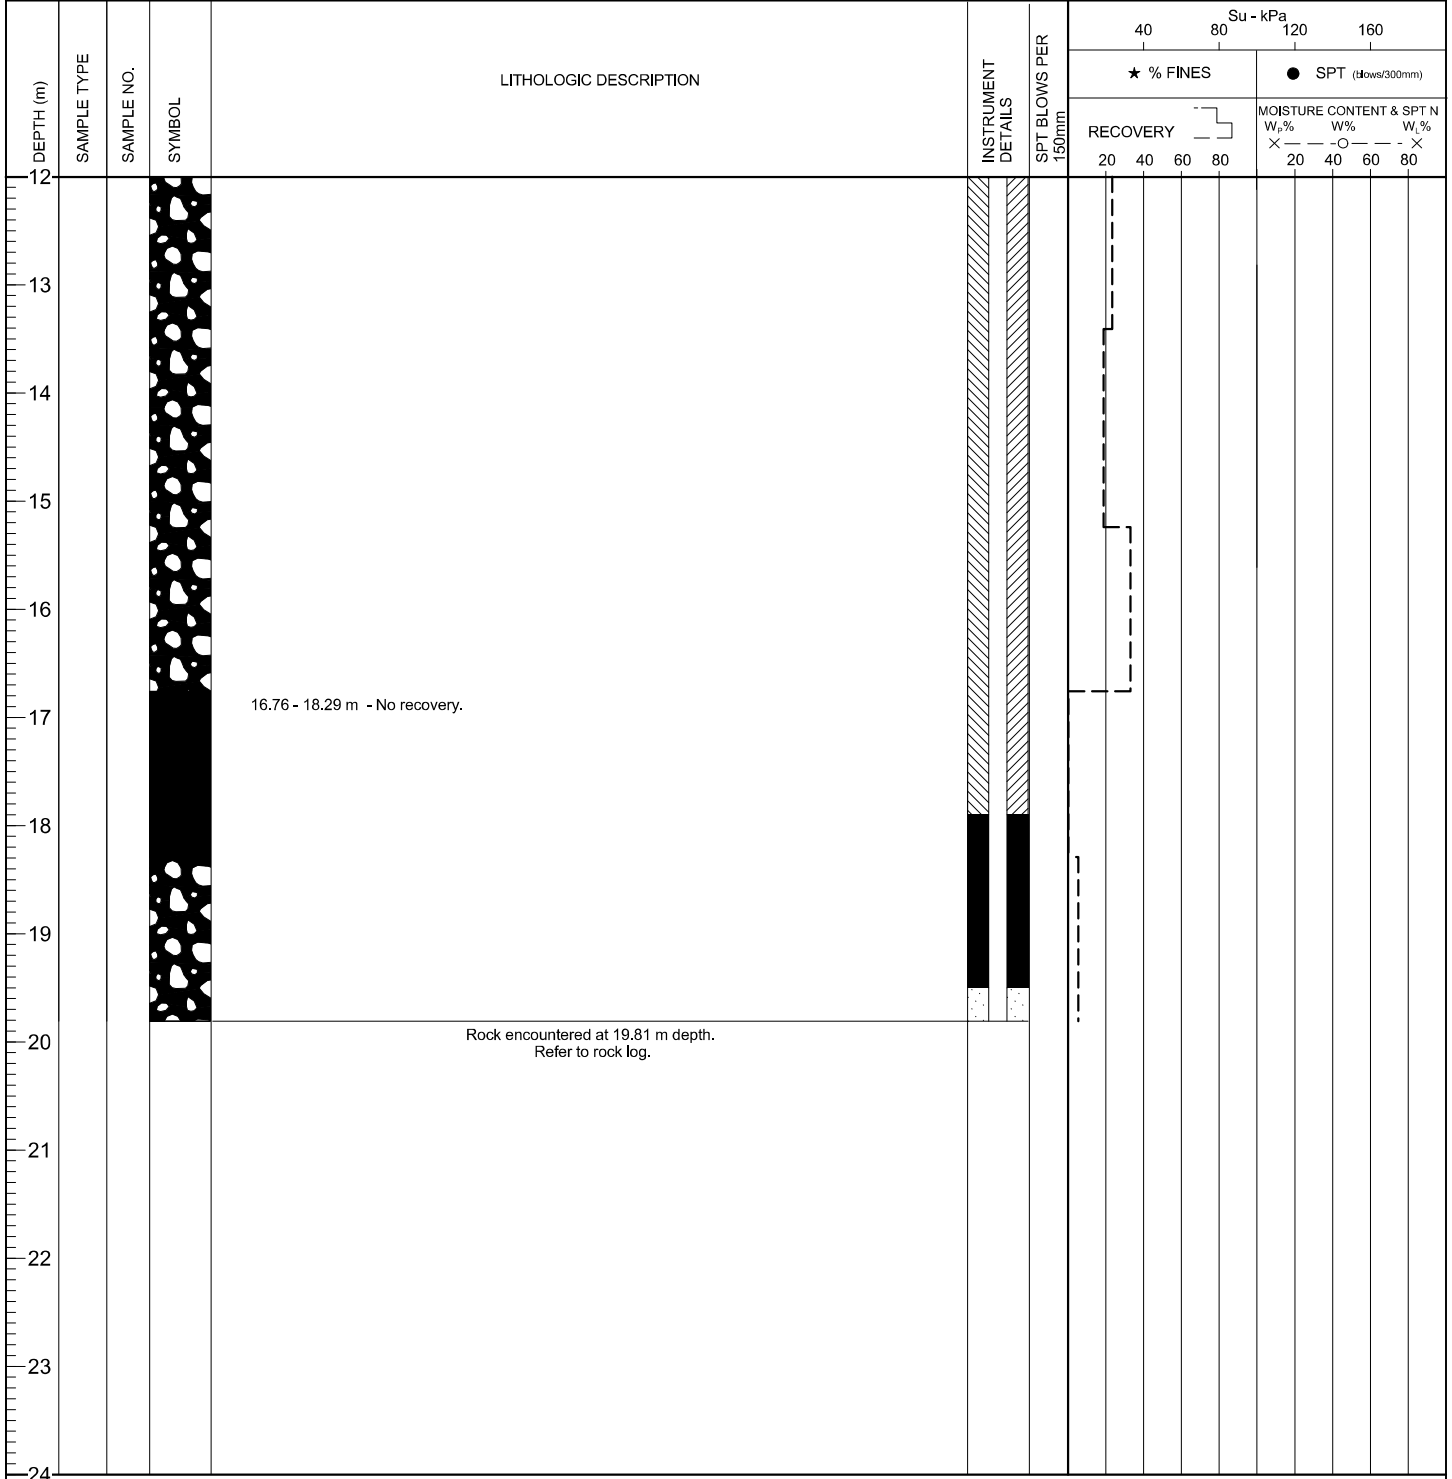 DEPTH (m)
SAMPLE TYPE
SAMPLE NO.
SYMBOL
LITHOLOGIC DESCRIPTION
INSTRUMENT
DETAILS
SPT BLOWS PER
150mm
Su - kPa
40 80 120 160
★ % FINES
● SPT (blows/300mm)
RECOVERY
MOISTURE CONTENT & SPT N
Wₚ% W% W_L%
20 40 60 80 20 40 60 80
12
13
14
15
16
16.76 - 18.29 m - No recovery.
17
18
19
Rock encountered at 19.81 m depth.
20
Refer to rock log.
21
22
23
24